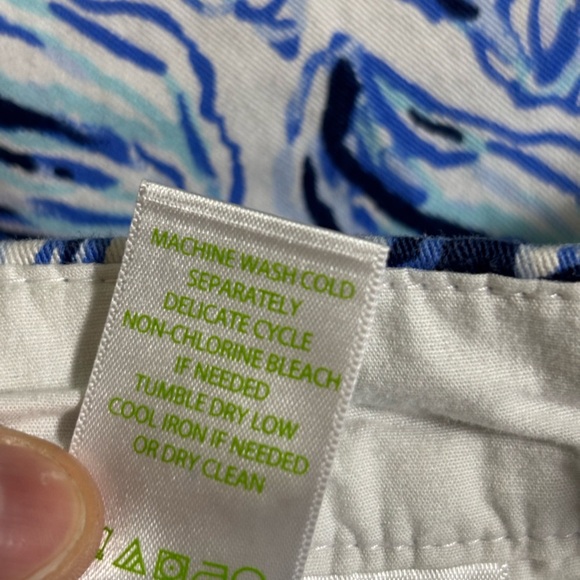 MACHINE WASH COLD
SEPARATELY
DELICATE CYCLE
NON-CHLORINE BLEACH
IF NEEDED
TUMBLE DRY LOW
COOL IRON IF NEEDED
OR DRY CLEAN